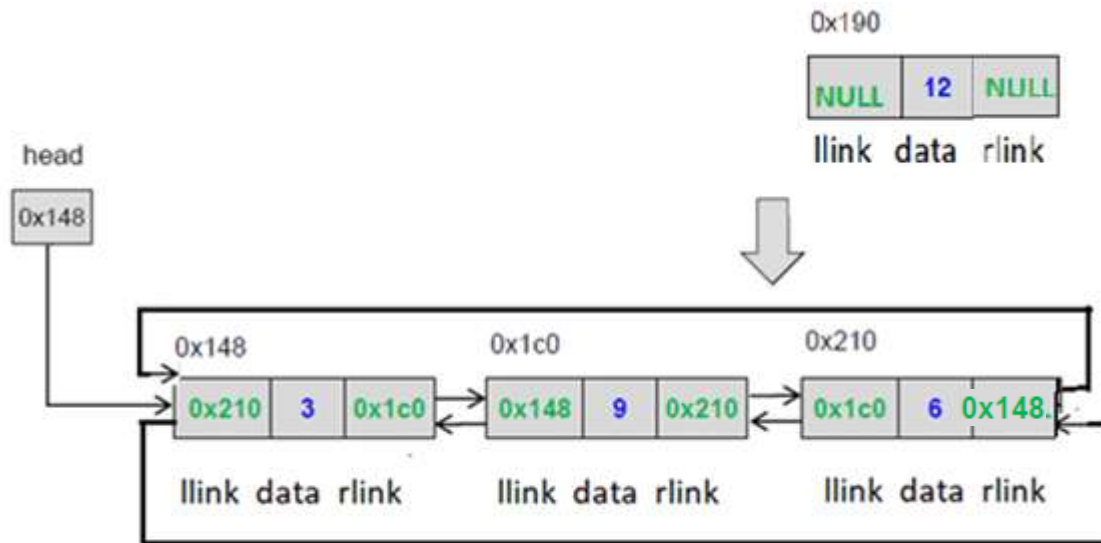 0x190
NULL 12 NULL
llink data rlink
head
0x148
0x148 0x1c0 0x210
0x210 3 0x1c0 0x148 9 0x210 0x1c0 6 0x148.
llink data rlink llink data rlink llink data rlink